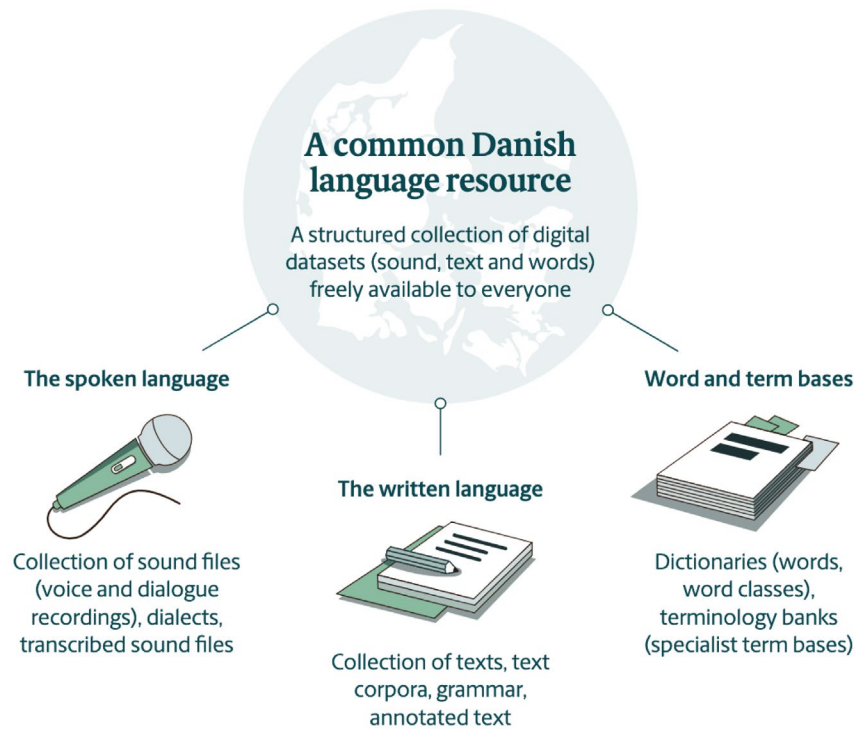 A common Danish
language resource
A structured collection of digital
datasets (sound, text and words)
freely available to everyone
The spoken language
Collection of sound files
(voice and dialogue
recordings), dialects,
transcribed sound files
The written language
Collection of texts, text
corpora, grammar,
annotated text
Word and term bases
Dictionaries (words,
word classes),
terminology banks
(specialist term bases)